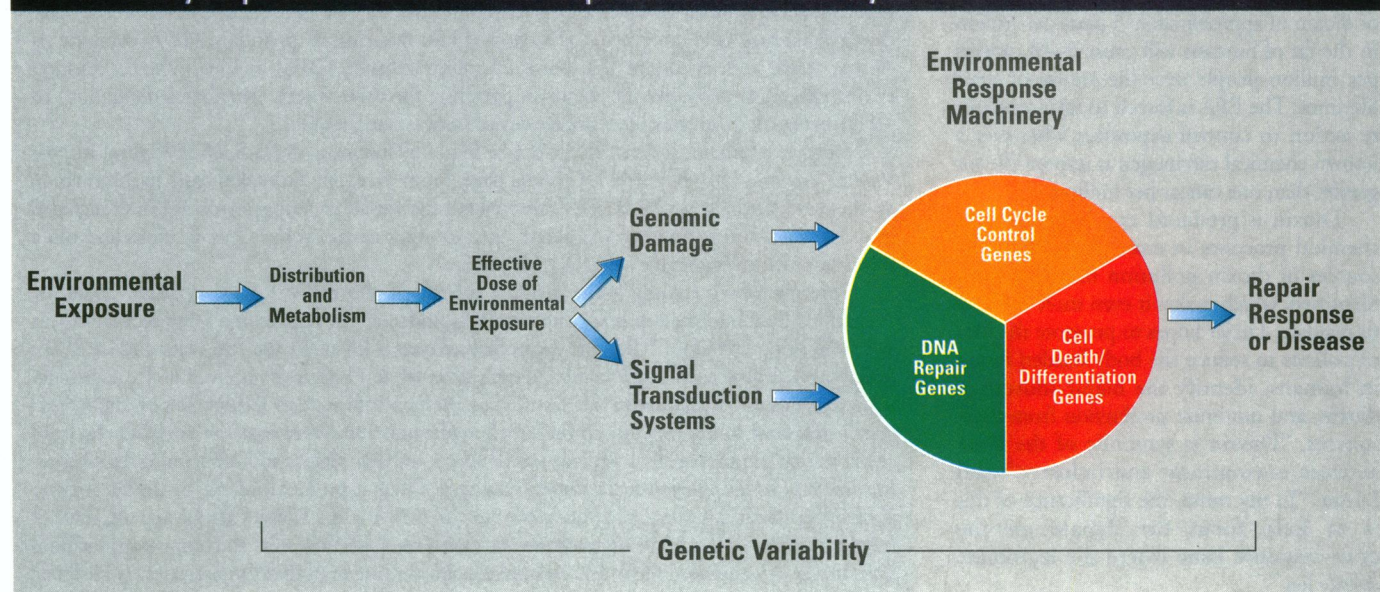 Environmental
Response
Machinery
Environmental
Exposure
Distribution
and
Metabolism
Effective
Dose of
Environmental
Exposure
Genomic
Damage
Signal
Transduction
Systems
Cell Cycle
Control
Genes
DNA
Repair
Genes
Cell
Death/
Differentiation
Genes
Repair
Response
or Disease
Genetic Variability